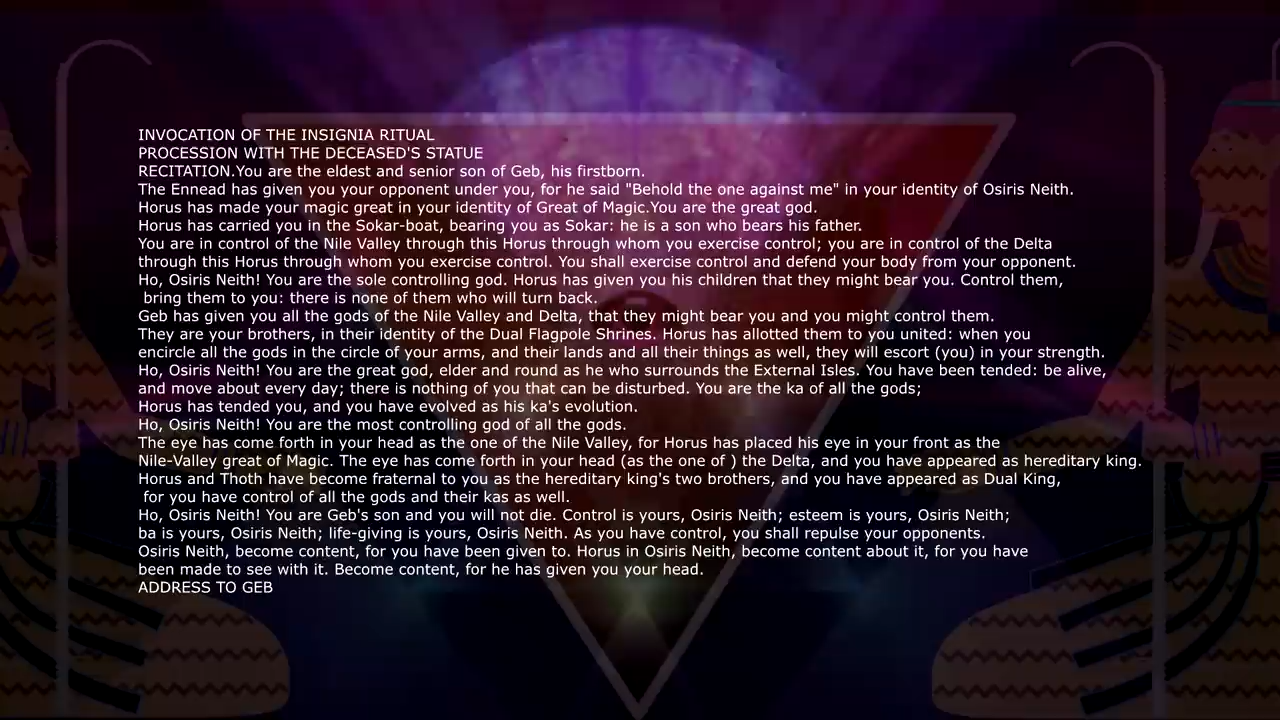 INVOCATION OF THE INSIGNIA RITUAL
PROCESSION WITH THE DECEASED'S STATUE
RECITATION.You are the eldest and senior son of Geb, his firstborn.
The Ennead has given you your opponent under you, for he said "Behold the one against me" in your identity of Osiris Neith.
Horus has made your magic great in your identity of Great of Magic.You are the great god.
Horus has carried you in the Sokar-boat, bearing you as Sokar: he is a son who bears his father.
You are in control of the Nile Valley through this Horus through whom you exercise control; you are in control of the Delta
through this Horus through whom you exercise control. You shall exercise control and defend your body from your opponent.
Ho, Osiris Neith! You are the sole controlling god. Horus has given you his children that they might bear you. Control them,
bring them to you: there is none of them who will turn back.
Geb has given you all the gods of the Nile Valley and Delta, that they might bear you and you might control them.
They are your brothers, in their identity of the Dual Flagpole Shrines. Horus has allotted them to you united: when you
encircle all the gods in the circle of your arms, and their lands and all their things as well, they will escort (you) in your strength.
Ho, Osiris Neith! You are the great god, elder and round as he who surrounds the External Isles. You have been tended: be alive,
and move about every day; there is nothing of you that can be disturbed. You are the ka of all the gods;
Horus has tended you, and you have evolved as his ka's evolution.
Ho, Osiris Neith! You are the most controlling god of all the gods.
The eye has come forth in your head as the one of the Nile Valley, for Horus has placed his eye in your front as the
Nile-Valley great of Magic. The eye has come forth in your head (as the one of ) the Delta, and you have appeared as hereditary king.
Horus and Thoth have become fraternal to you as the hereditary king's two brothers, and you have appeared as Dual King,
for you have control of all the gods and their kas as well.
Ho, Osiris Neith! You are Geb's son and you will not die. Control is yours, Osiris Neith; esteem is yours, Osiris Neith;
ba is yours, Osiris Neith; life-giving is yours, Osiris Neith. As you have control, you shall repulse your opponents.
Osiris Neith, become content, for you have been given to. Horus in Osiris Neith, become content about it, for you have
been made to see with it. Become content, for he has given you your head.
ADDRESS TO GEB